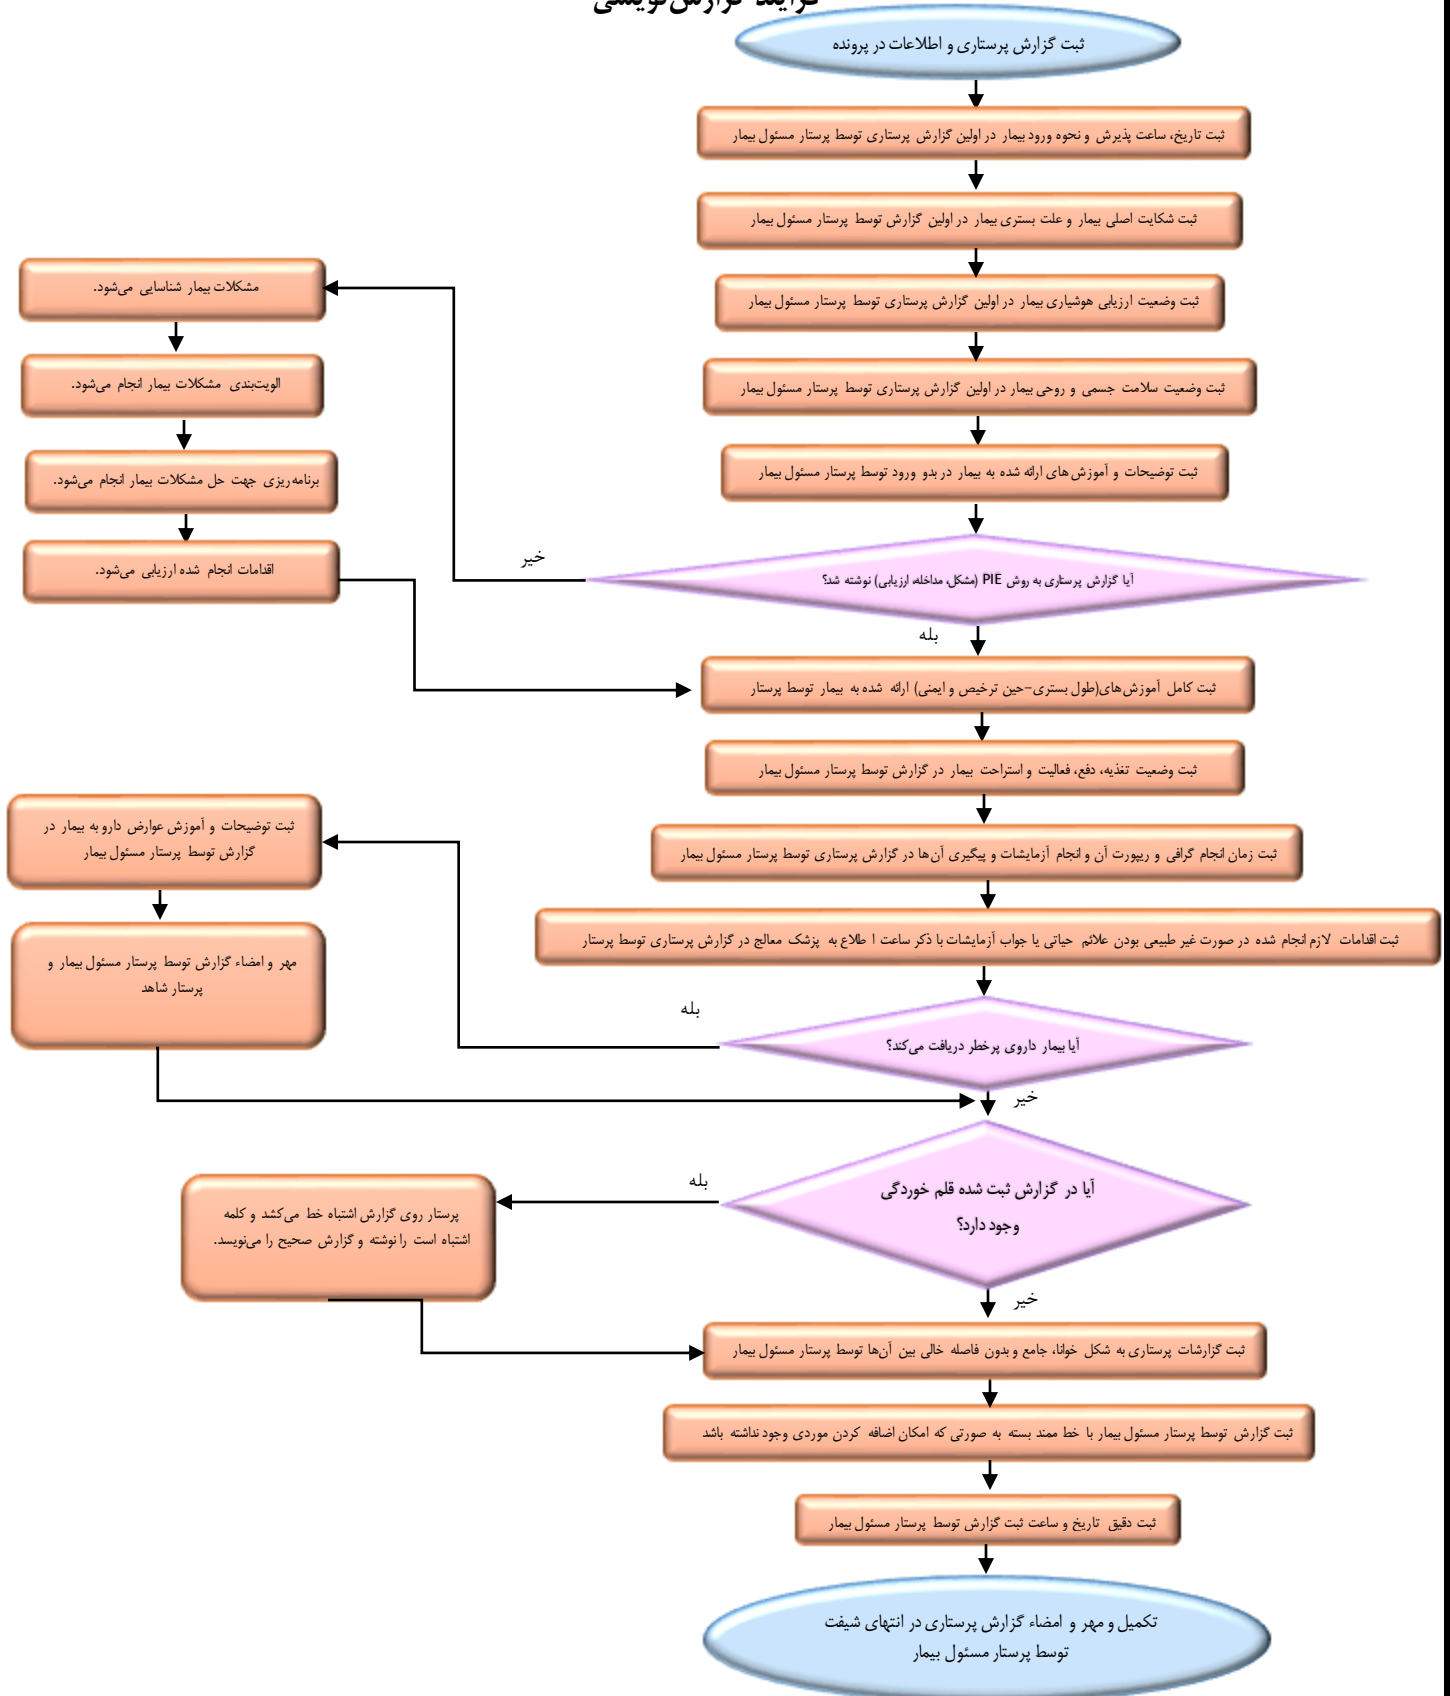 فرآیند گزارش‌نویسی
ثبت گزارش پرستاری و اطلاعات در پرونده
ثبت تاریخ، ساعت پذیرش و نحوه ورود بیمار در اولین گزارش پرستاری توسط پرستار مسئول بیمار
ثبت شکایت اصلی بیمار و علت بستری بیمار در اولین گزارش توسط پرستار مسئول بیمار
ثبت وضعیت ارزیابی هوشیاری بیمار در اولین گزارش پرستاری توسط پرستار مسئول بیمار
ثبت وضعیت سلامت جسمی و روحی بیمار در اولین گزارش پرستاری توسط پرستار مسئول بیمار
ثبت توضیحات و آموزش های ارائه شده به بیمار در بدو ورود توسط پرستار مسئول بیمار
آیا گزارش پرستاری به روش PIE (مشکل، مداخله، ارزیابی) نوشته شد؟
خیر
مشکلات بیمار شناسایی می‌شود.
الویت‌بندی مشکلات بیمار انجام می‌شود.
برنامه‌ریزی جهت حل مشکلات بیمار انجام می‌شود.
اقدامات انجام شده ارزیابی می‌شود.
بله
ثبت کامل آموزش های(طول بستری-حین ترخیص و ایمنی) ارائه شده به بیمار توسط پرستار
ثبت وضعیت تغذیه، دفع، فعالیت و استراحت بیمار در گزارش توسط پرستار مسئول بیمار
ثبت زمان انجام گرافی و ریپورت آن و انجام آزمایشات و پیگیری آن ها در گزارش پرستاری توسط پرستار مسئول بیمار
ثبت اقدامات لازم انجام شده در صورت غیر طبیعی بودن علائم حیاتی یا جواب آزمایشات با ذکر ساعت ا طلاع به پزشک معالج در گزارش پرستاری توسط پرستار
آیا بیمار داروی پرخطر دریافت می‌کند؟
بله
ثبت توضیحات و آموزش عوارض دارو به بیمار در
گزارش توسط پرستار مسئول بیمار
مهر و امضاء گزارش توسط پرستار مسئول بیمار و
پرستار شاهد
خیر
آیا در گزارش ثبت شده قلم خوردگی
وجود دارد؟
بله
پرستار روی گزارش اشتباه خط می‌کشد و کلمه
اشتباه است را نوشته و گزارش صحیح را می‌نویسد.
خیر
ثبت گزارشات پرستاری به شکل خوانا، جامع و بدون فاصله خالی بین آن‌ها توسط پرستار مسئول بیمار
ثبت گزارش توسط پرستار مسئول بیمار با خط ممتد بسته به صورتی که امکان اضافه کردن موردی وجود نداشته باشد
ثبت دقیق تاریخ و ساعت ثبت گزارش توسط پرستار مسئول بیمار
تکمیل و مهر و امضاء گزارش پرستاری در انتهای شیفت
توسط پرستار مسئول بیمار